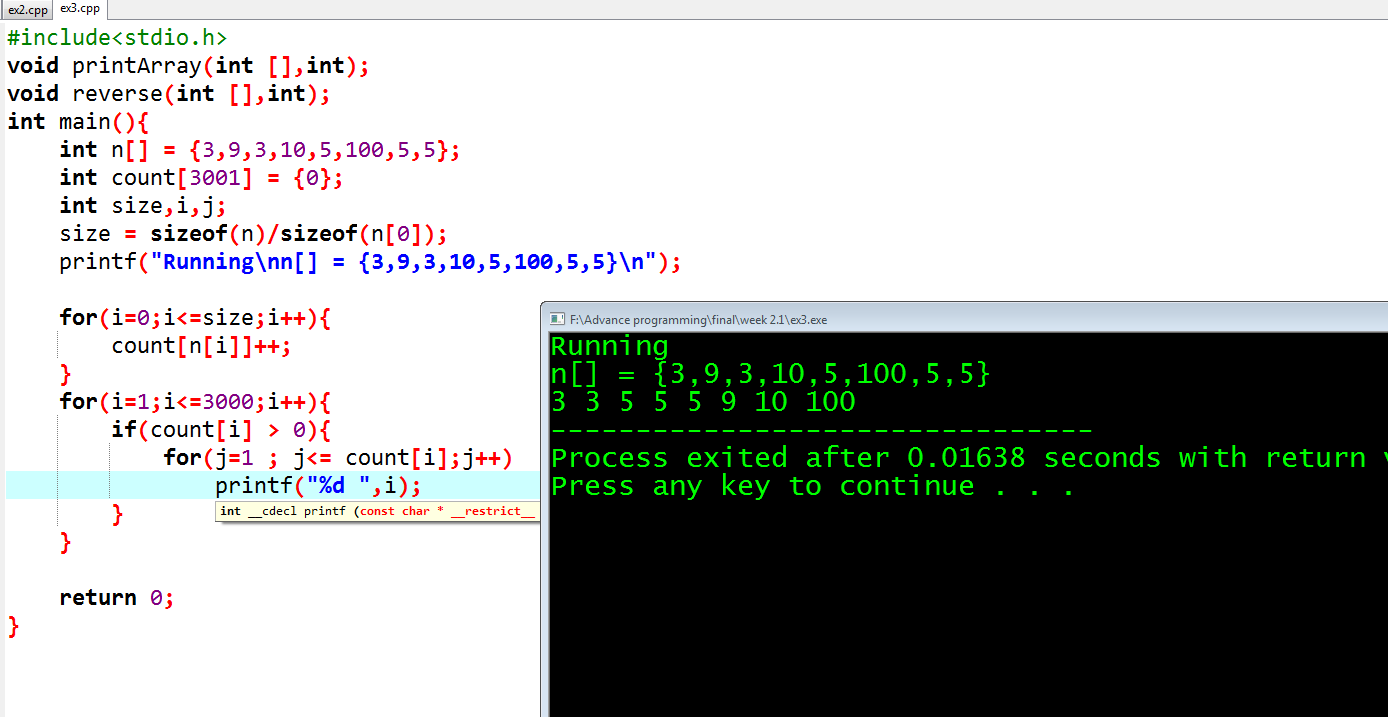 ex2.cpp ex3.cpp
#include<stdio.h>
void printArray(int [],int);
void reverse(int [],int);
int main(){
    int n[] = {3,9,3,10,5,100,5,5};
    int count[3001] = {0};
    int size,i,j;
    size = sizeof(n)/sizeof(n[0]);
    printf("Running\nn[] = {3,9,3,10,5,100,5,5}\n");
    for(i=0;i<=size;i++){
        count[n[i]]++;
    }
    for(i=1;i<=3000;i++){
        if(count[i] > 0){
            for(j=1 ; j<= count[i];j++)
                printf("%d ",i);
                int __cdecl printf (const char * __restrict__
        }
    }
    return 0;
}
F:\Advance programming\final\week 2.1\ex3.exe
Running
n[] = {3,9,3,10,5,100,5,5}
3 3 5 5 5 9 10 100
--------------------------------
Process exited after 0.01638 seconds with return
Press any key to continue . . .